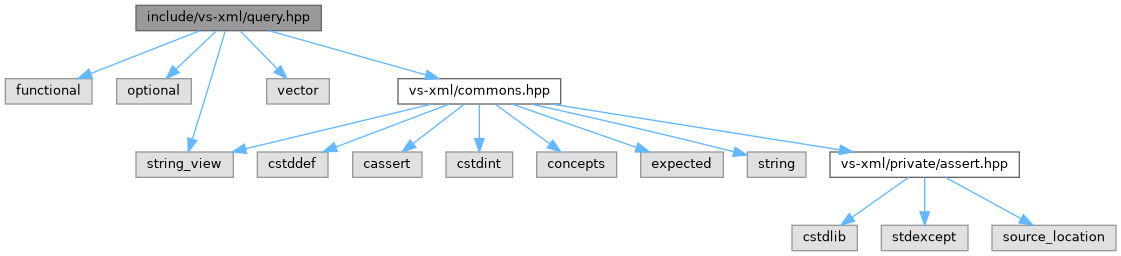 include/vs-xml/query.hpp
functional
optional
vector
vs-xml/commons.hpp
string_view
cstddef
cassert
cstdint
concepts
expected
string
vs-xml/private/assert.hpp
cstdlib
stdexcept
source_location